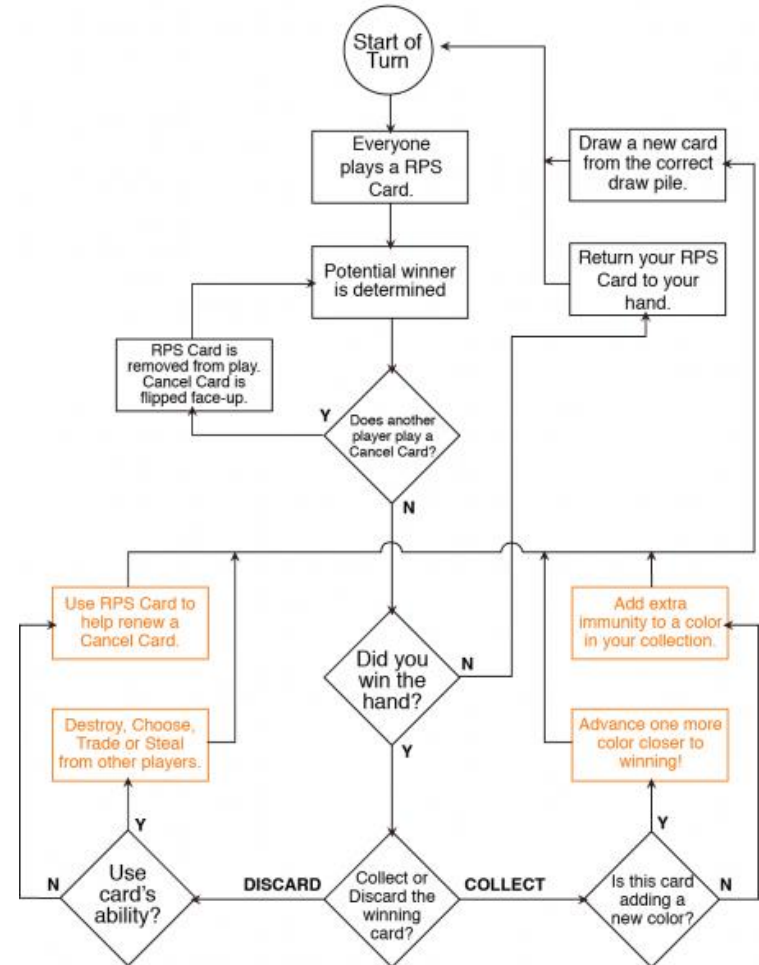 Start of
Turn
Everyone
plays a RPS
Card.
Draw a new card
from the correct
draw pile.
Potential winner
is determined
Return your RPS
Card to your
hand.
RPS Card is
removed from play.
Cancel Card is
flipped face-up.
Y
Does another
player play a
Cancel Card?
N
Use RPS Card to
help renew a
Cancel Card.
Add extra
immunity to a color
in your collection.
Did you
win the
hand?
N
Y
Destroy, Choose,
Trade or Steal
from other players.
Advance one more
color closer to
winning!
Y
Y
N
Use
card's
ability?
DISCARD
Collect or
Discard the
winning
card?
COLLECT
Is this card
adding a
new color?
N